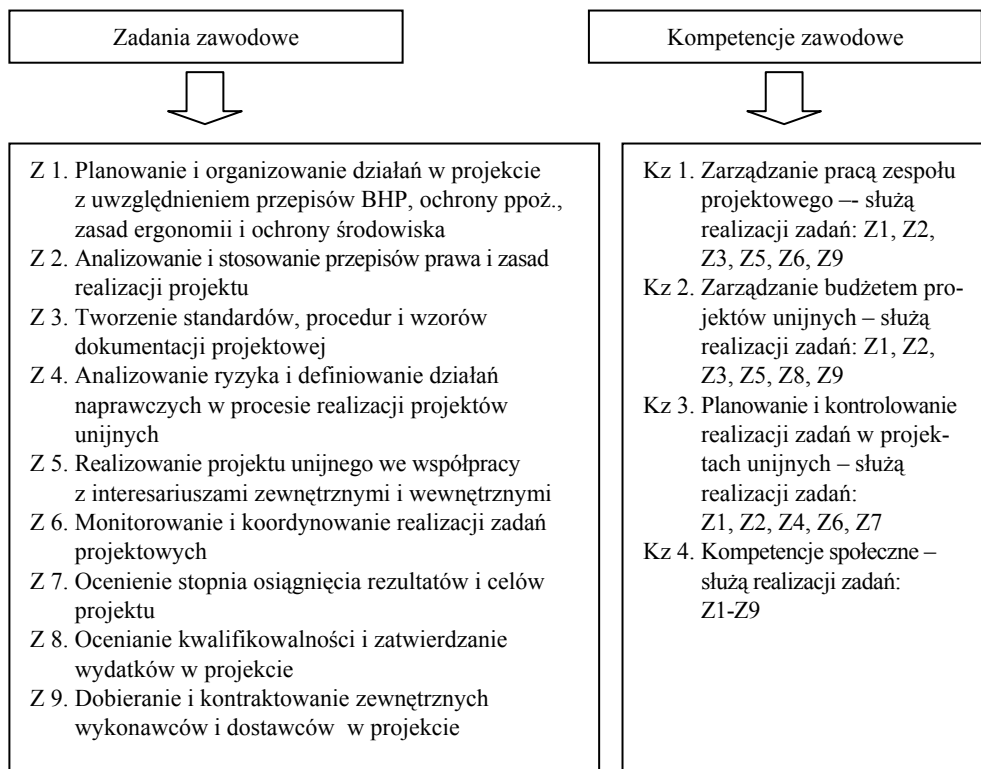 Zadania zawodowe
Kompetencje zawodowe
Z 1. Planowanie i organizowanie działań w projekcie
z uwzględnieniem przepisów BHP, ochrony ppoż.,
zasad ergonomii i ochrony środowiska
Z 2. Analizowanie i stosowanie przepisów prawa i zasad
realizacji projektu
Z 3. Tworzenie standardów, procedur i wzorów
dokumentacji projektowej
Z 4. Analizowanie ryzyka i definiowanie działań
naprawczych w procesie realizacji projektów
unijnych
Z 5. Realizowanie projektu unijnego we współpracy
z interesariuszami zewnętrznymi i wewnętrznymi
Z 6. Monitorowanie i koordynowanie realizacji zadań
projektowych
Z 7. Ocenienie stopnia osiągnięcia rezultatów i celów
projektu
Z 8. Ocenianie kwalifikowalności i zatwierdzanie
wydatków w projekcie
Z 9. Dobieranie i kontraktowanie zewnętrznych
wykonawców i dostawców w projekcie
Kz 1. Zarządzanie pracą zespołu
projektowego –- służą
realizacji zadań: Z1, Z2,
Z3, Z5, Z6, Z9
Kz 2. Zarządzanie budżetem pro-
jektów unijnych – służą
realizacji zadań: Z1, Z2,
Z3, Z5, Z8, Z9
Kz 3. Planowanie i kontrolowanie
realizacji zadań w projek-
tach unijnych – służą
realizacji zadań:
Z1, Z2, Z4, Z6, Z7
Kz 4. Kompetencje społeczne –
służą realizacji zadań:
Z1-Z9